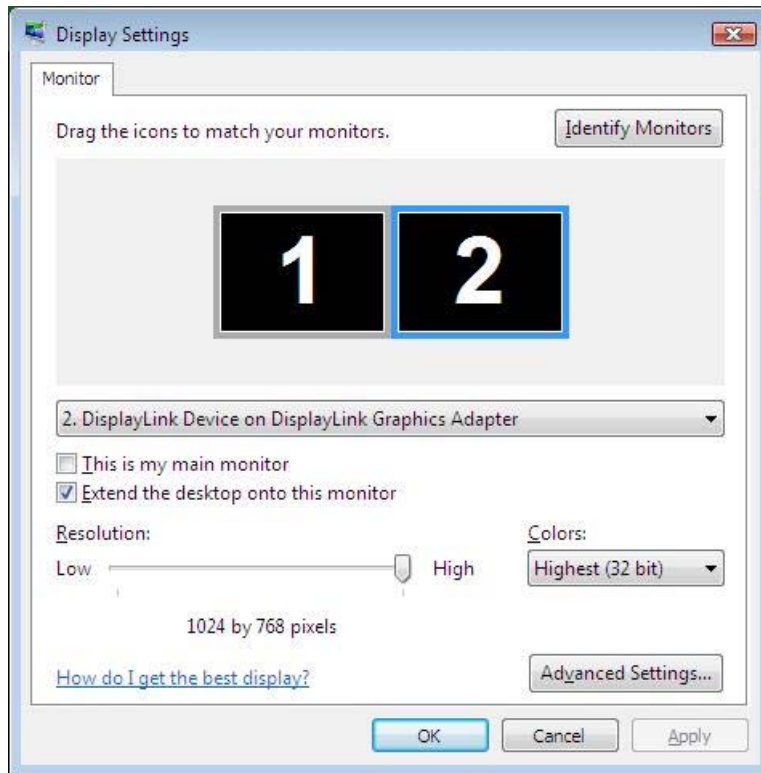 Display Settings
Monitor
Drag the icons to match your monitors.
Identify Monitors
1
2
2. DisplayLink Device on DisplayLink Graphics Adapter
This is my main monitor
Extend the desktop onto this monitor
Resolution:
Colors:
Low
High
Highest (32 bit)
1024 by 768 pixels
How do I get the best display?
Advanced Settings...
OK
Cancel
Apply